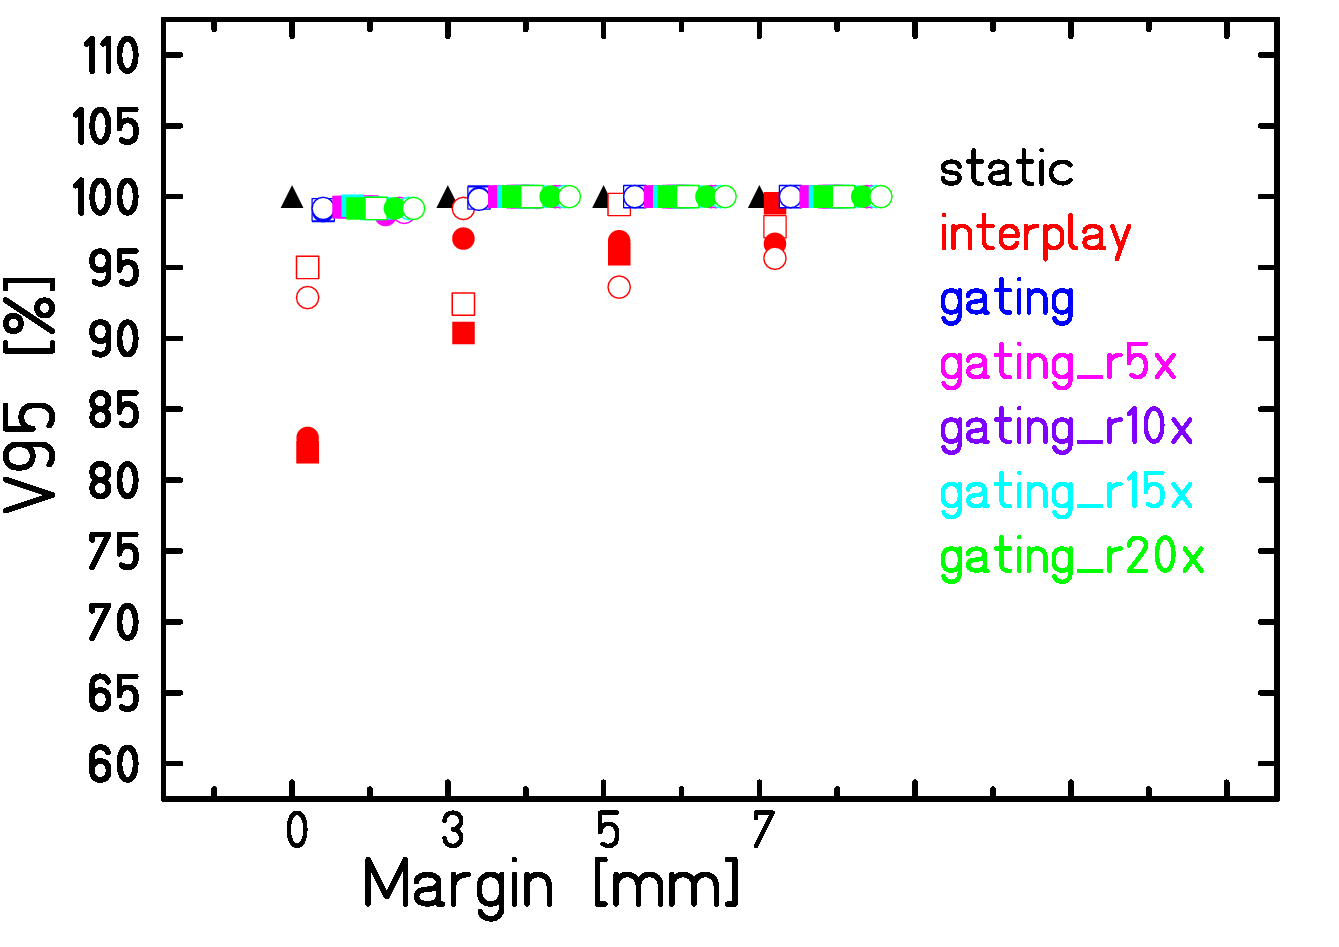 110
105
100
95
90
85
80
75
70
65
60
V95 [%]
0 3 5 7
Margin [mm]
static
interplay
gating
gating_r5x
gating_r10x
gating_r15x
gating_r20x